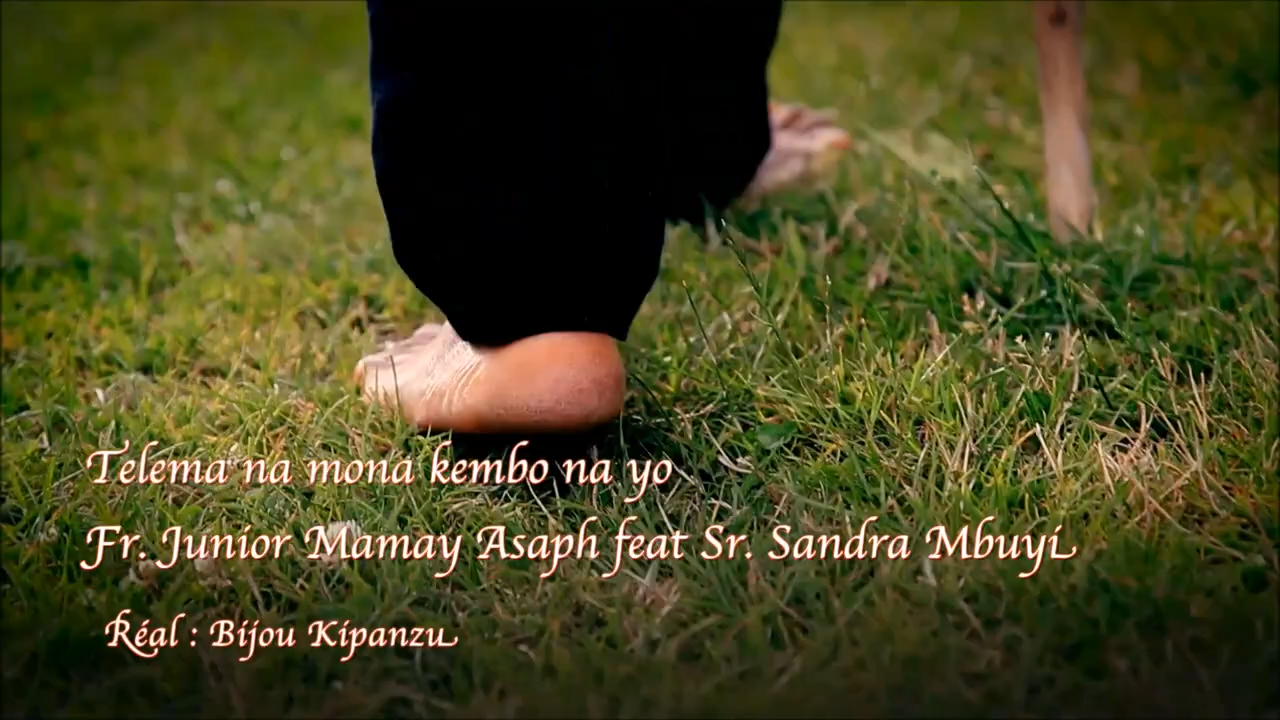 Telema na mona kembo na yo
Fr. Junior Mamay Asaph feat Sr. Sandra Mbuyi
Réal : Bijou Kipanzu